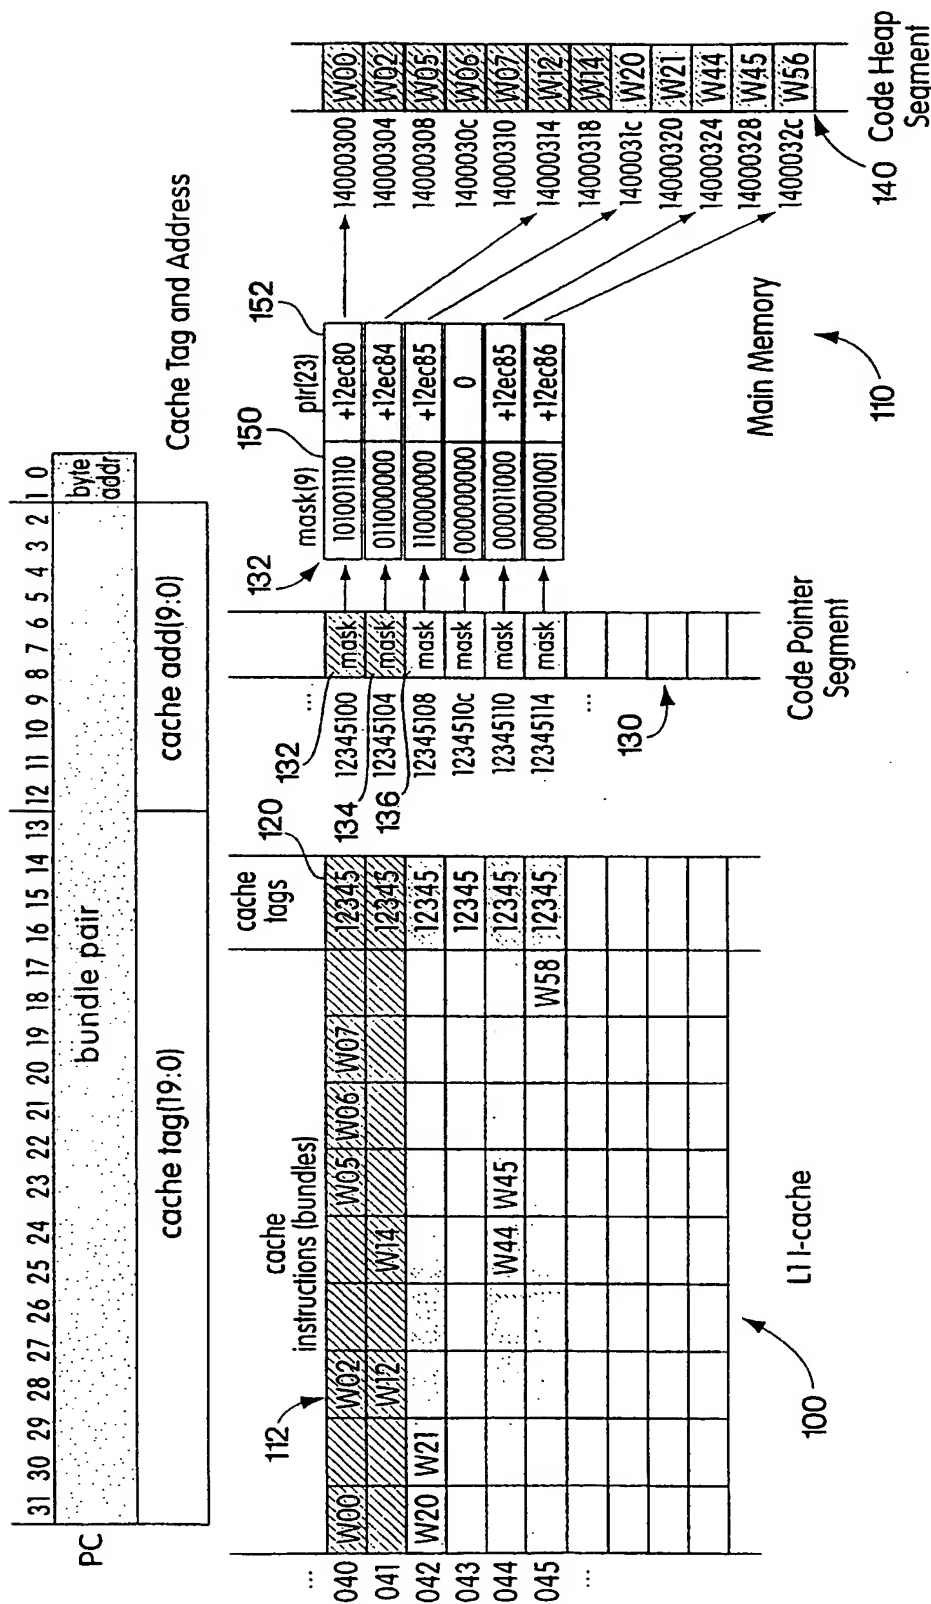 31 30 29 28 27 26 25 24 23 22 21 20 19 18 17 16 15 14 13 12 11 10 9 8 7 6 5 4 3 2 1 0
PC
bundle pair
byte
addr
cache tag(19:0)
cache add(9:0)
Cache Tag and Address
112
cache
instructions (bundles)
cache
tags
120
...
040 W00 W02 W05 W06 W07 12345
041 W12 W14 12345
042 W20 W21 12345
043 12345
044 W44 W45 12345
045 W58 12345
...
L1 I-cache
100
132
134
136
...
12345100 mask
12345104 mask
12345108 mask
1234510c mask
12345110 mask
12345114 mask
...
130
Code Pointer
Segment
132
mask(9) ptr(23)
150
152
101001110 +12ec80
011000000 +12ec84
11000000 +12ec85
000000000 0
000011000 +12ec85
000001001 +12ec86
Main Memory
110
14000300 W00
14000304 W02
14000308 W05
1400030c W06
14000310 W07
14000314 W12
14000318 W14
1400031c W20
14000320 W21
14000324 W44
14000328 W45
1400032c W56
140
Code Heap
Segment